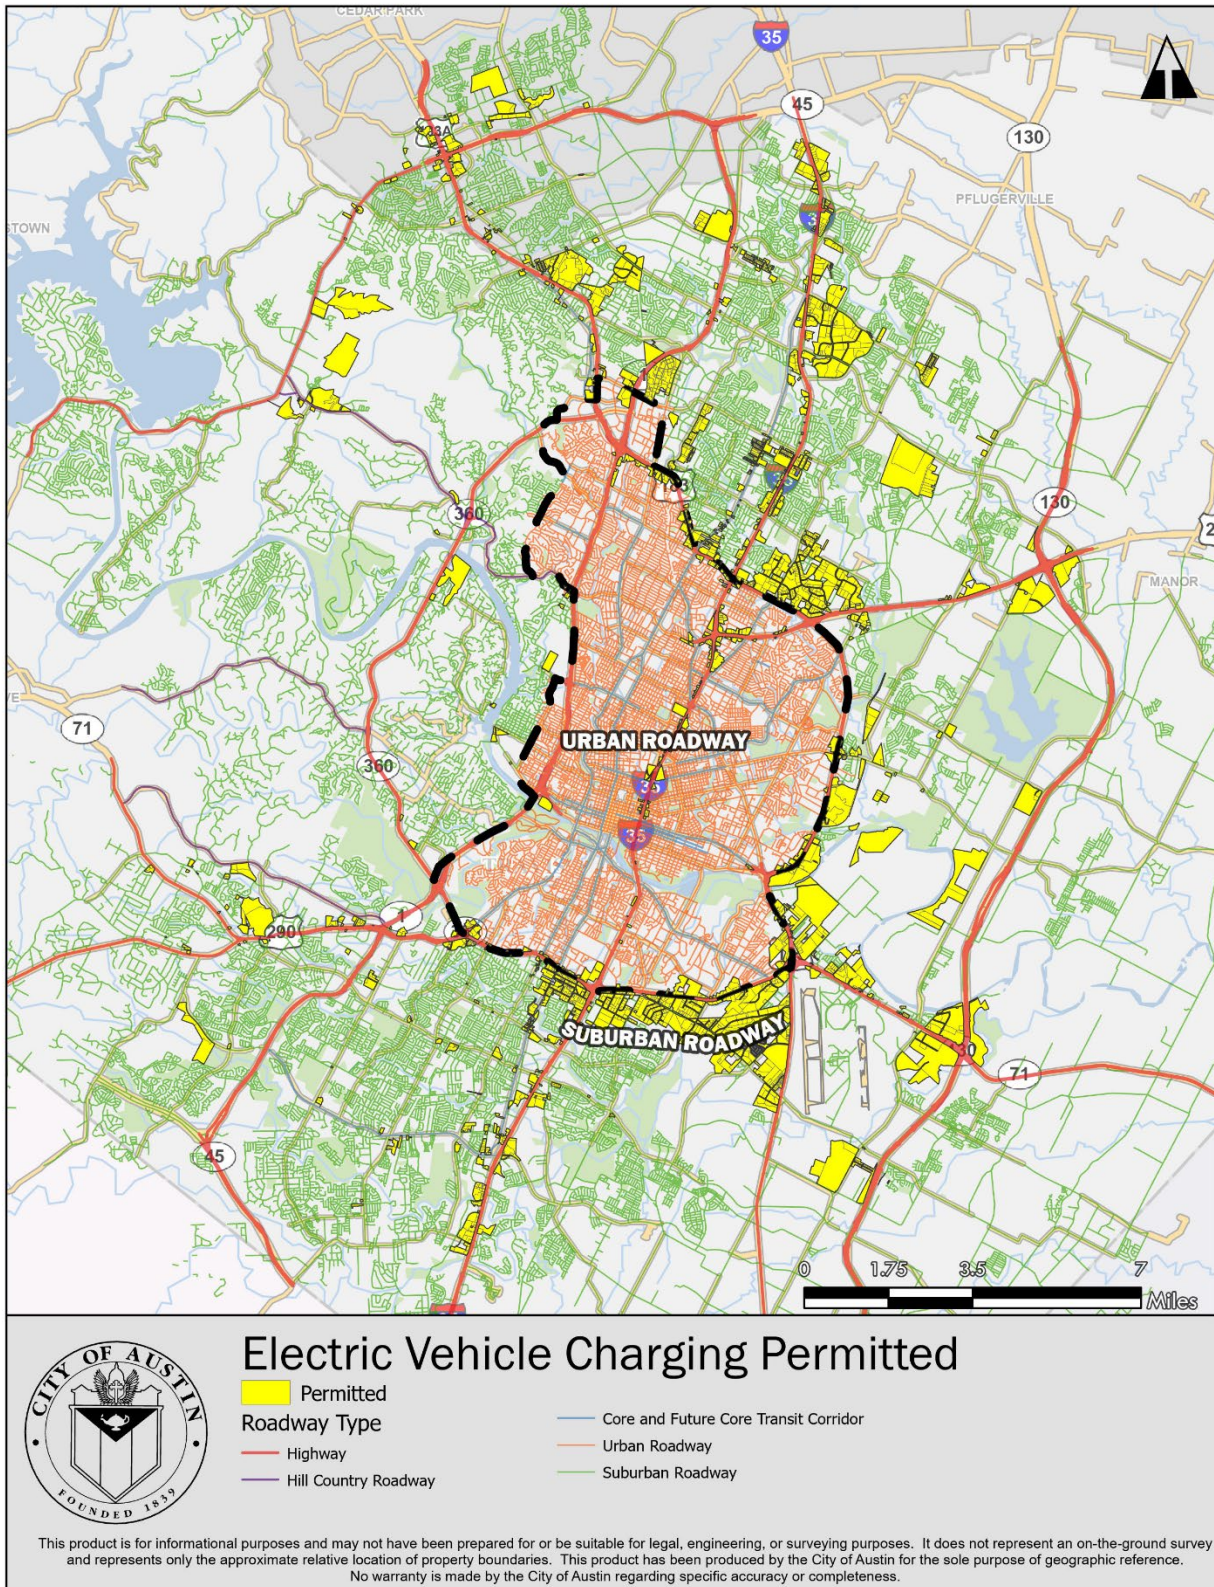 CEDAR PARK
35
45
130
183A
PFLUGERVILLE
STOWN
35
183
130
360
MANOR
71
360
URBAN ROADWAY
35
35
1
290
SUBURBAN ROADWAY
71
45
0 1.75 3.5 7
Miles
CITY OF AUSTIN
FOUNDED 1839
Electric Vehicle Charging Permitted
Permitted
Roadway Type
Highway
Hill Country Roadway
Core and Future Core Transit Corridor
Urban Roadway
Suburban Roadway
This product is for informational purposes and may not have been prepared for or be suitable for legal, engineering, or surveying purposes. It does not represent an on-the-ground survey
and represents only the approximate relative location of property boundaries. This product has been produced by the City of Austin for the sole purpose of geographic reference.
No warranty is made by the City of Austin regarding specific accuracy or completeness.